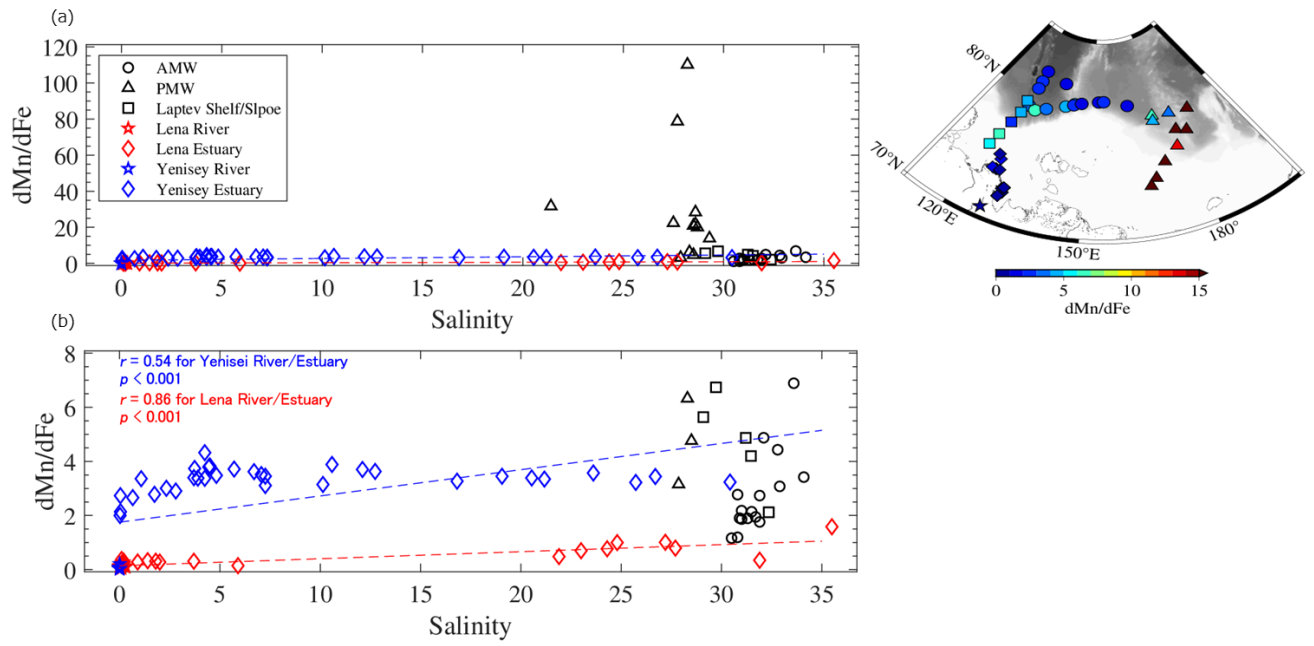 (a)
120
100
80
60
40
20
0
dMn/dFe
AMW
PMW
Laptev Shelf/Slpoe
Lena River
Lena Estuary
Yenisey River
Yenisey Estuary
0 5 10 15 20 25 30 35
Salinity
80°N
70°N
120°E
150°E
180°
0 5 10 15
dMn/dFe
(b)
8
6
4
2
0
dMn/dFe
r = 0.54 for Yenisei River/Estuary
p < 0.001
r = 0.86 for Lena River/Estuary
p < 0.001
0 5 10 15 20 25 30 35
Salinity